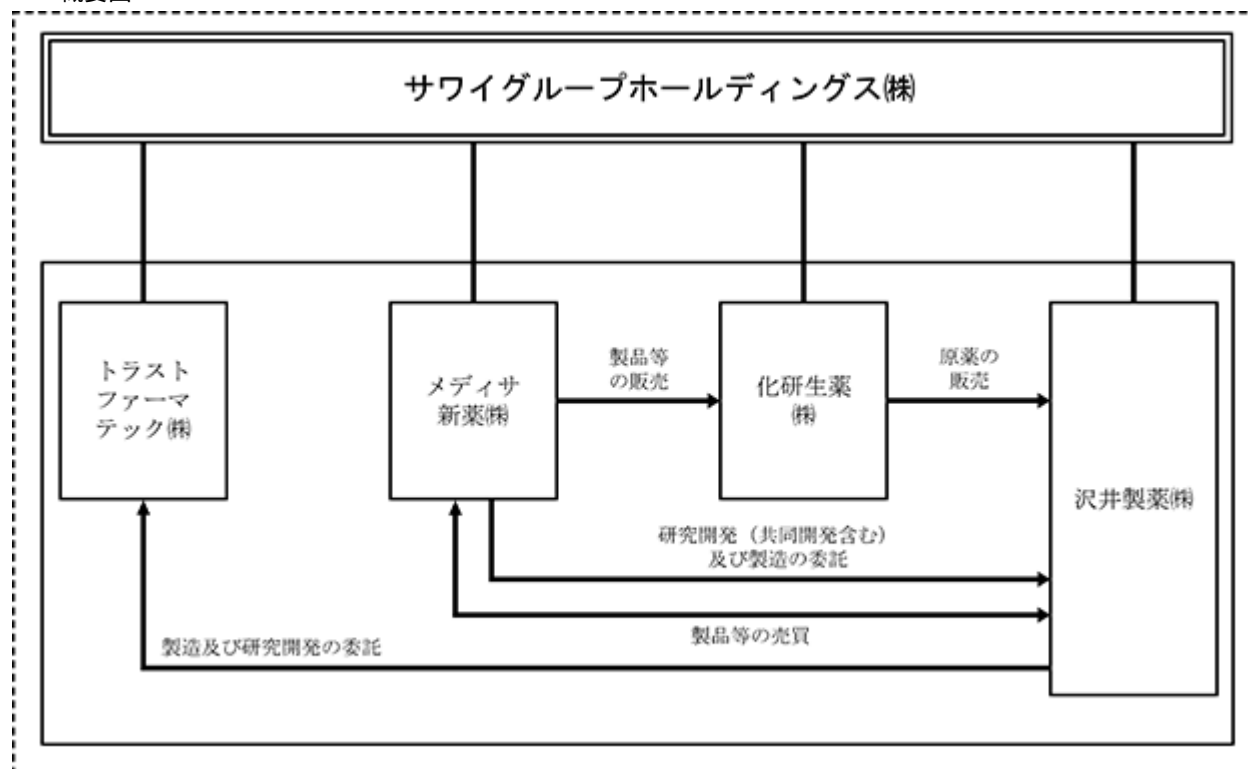 サワイグループホールディングス㈱
トラスト
ファーマ
テック㈱
メディサ
新薬㈱
製品等
の販売
化研生薬
㈱
原薬の
販売
沢井製薬㈱
研究開発（共同開発含む）
及び製造の委託
製品等の売買
製造及び研究開発の委託